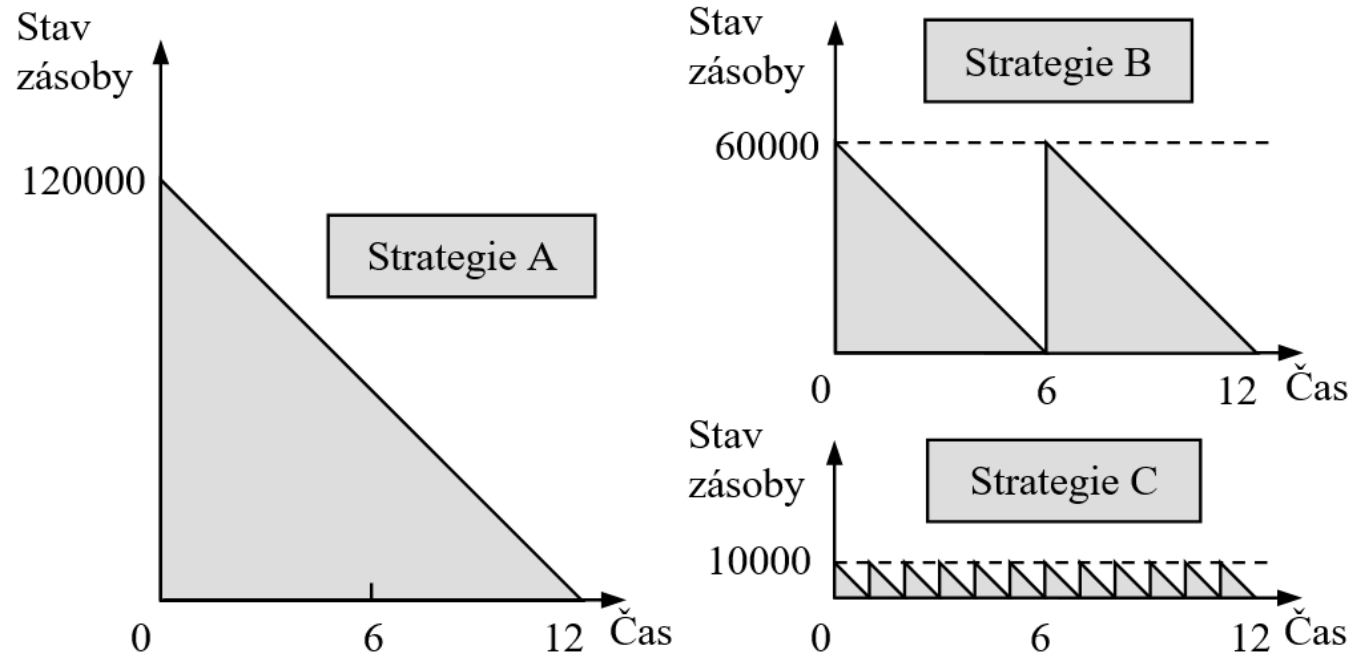 Stav
zásoby
120000
Strategie A
0 6 12 Čas
Stav
zásoby
Strategie B
60000
0 6 12 Čas
Stav
zásoby
Strategie C
10000
0 6 12 Čas